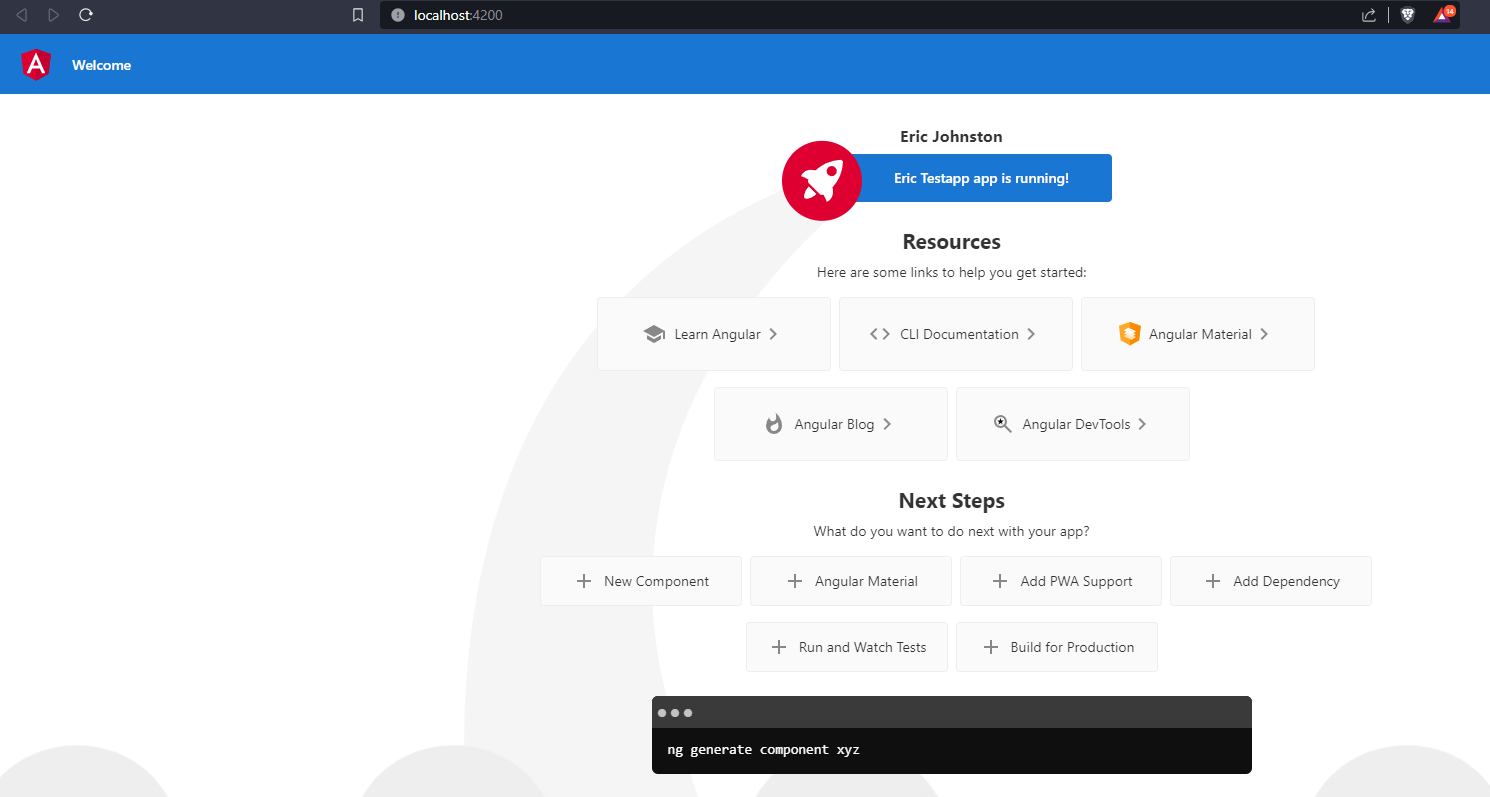 localhost:4200
14
Welcome
Eric Johnston
Eric Testapp app is running!
Resources
Here are some links to help you get started:
Learn Angular
CLI Documentation
Angular Material
Angular Blog
Angular DevTools
Next Steps
What do you want to do next with your app?
New Component
Angular Material
Add PWA Support
Add Dependency
Run and Watch Tests
Build for Production
ng generate component xyz